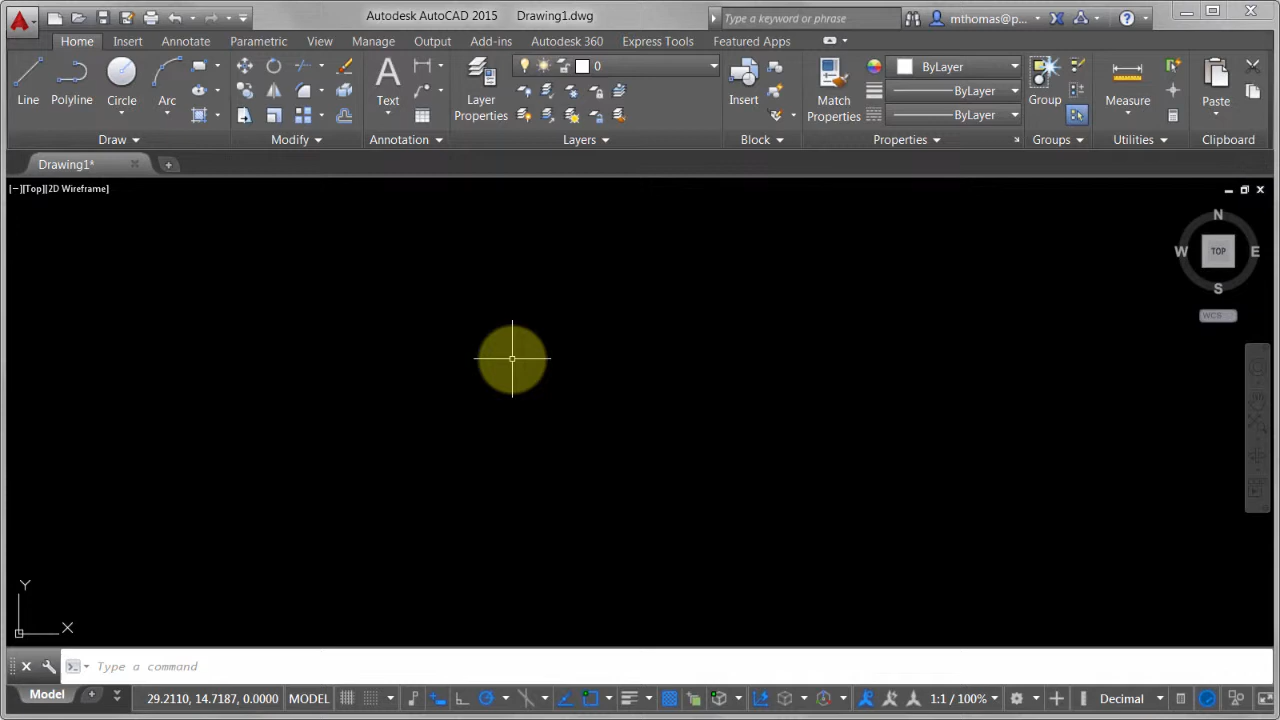 Autodesk AutoCAD 2015 Drawing1.dwg
Type a keyword or phrase
mthomas@p...
Home Insert Annotate Parametric View Manage Output Add-ins Autodesk 360 Express Tools Featured Apps
Line Polyline Circle Arc
Text
Layer Properties
0
Insert
Match Properties
ByLayer
ByLayer
ByLayer
Group
Measure
Paste
Draw Modify Annotation Layers Block Properties Groups Utilities Clipboard
Drawing1*
[−][Top][2D Wireframe]
N
W TOP E
S
WCS
Y
X
Type a command
Model
29.2110, 14.7187, 0.0000 MODEL
1:1 / 100%
Decimal